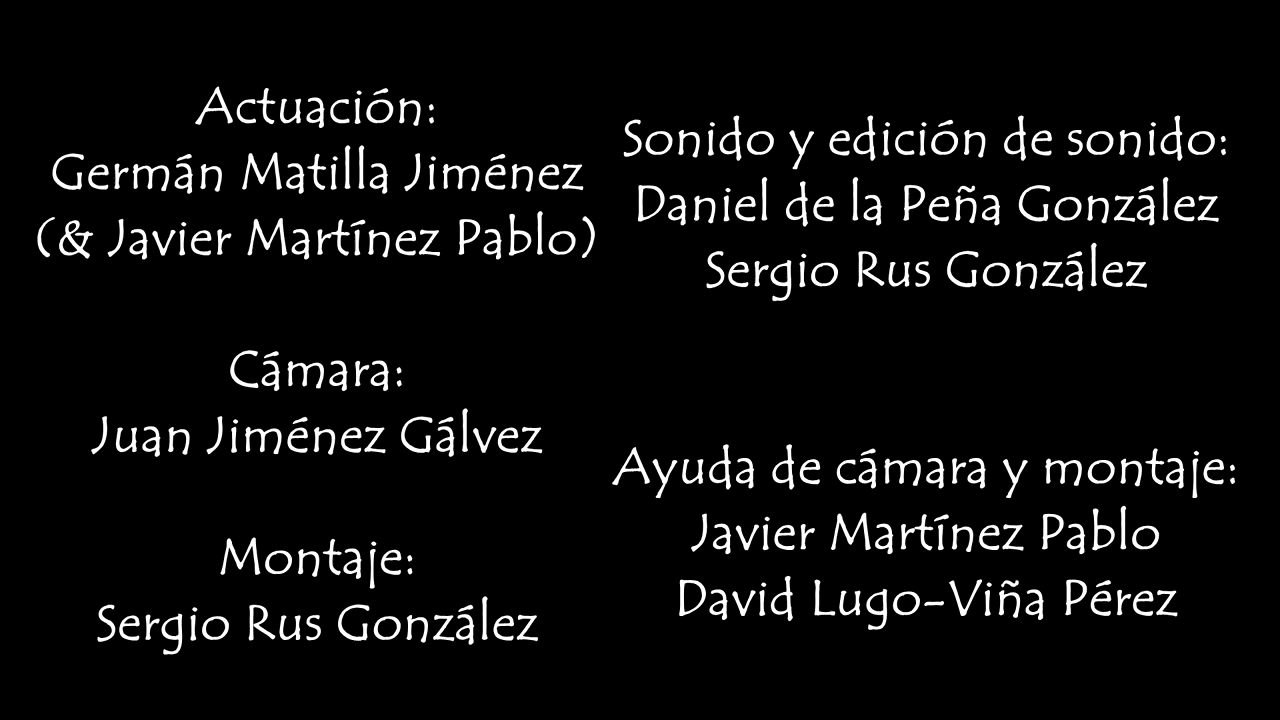 Actuación:
Germán Matilla Jiménez
(& Javier Martínez Pablo)
Cámara:
Juan Jiménez Gálvez
Montaje:
Sergio Rus González
Sonido y edición de sonido:
Daniel de la Peña González
Sergio Rus González
Ayuda de cámara y montaje:
Javier Martínez Pablo
David Lugo-Viña Pérez